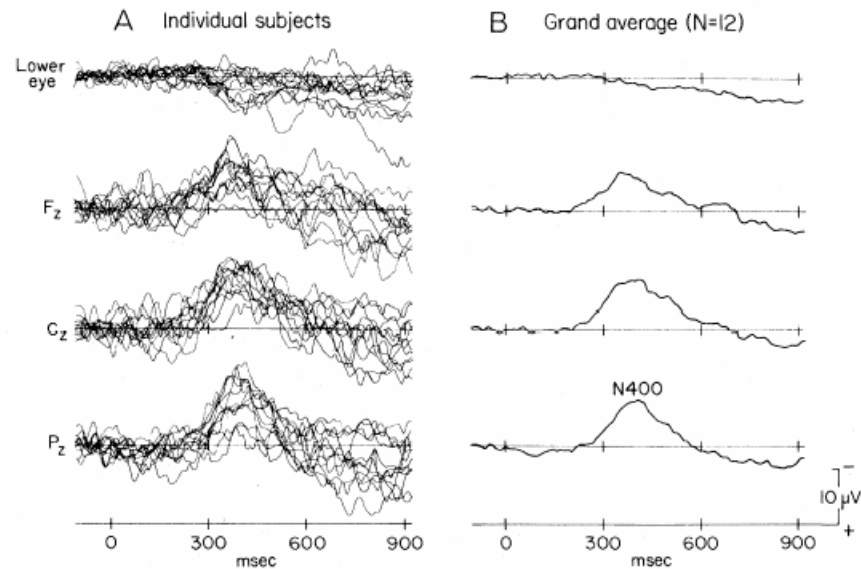 A Individual subjects
B Grand average (N=12)
Lower
eye
Fz
Cz
Pz
N400
−
10 µV
+
0 300 600 900
msec
0 300 600 900
msec